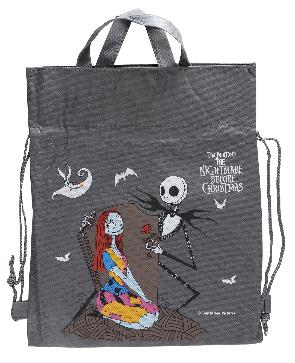 TIM BURTON'S THE
NIGHTMARE
BEFORE
CHRISTMAS